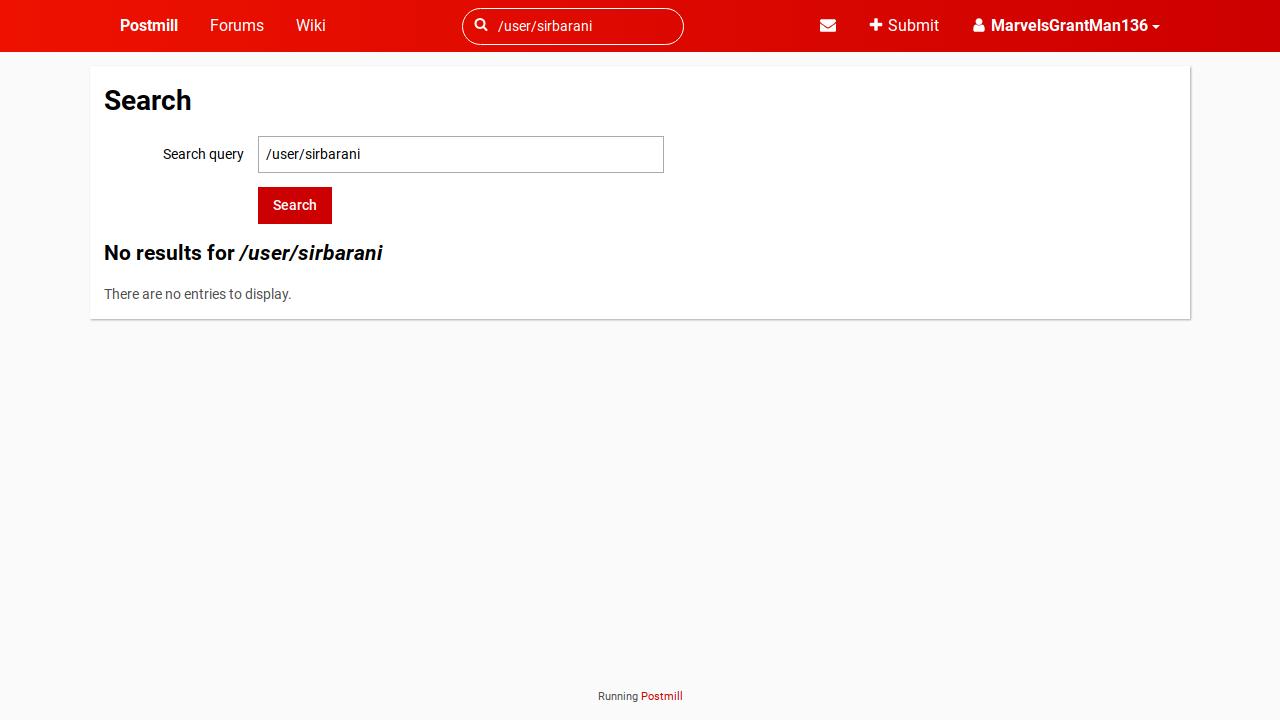 Postmill Forums Wiki /user/sirbarani Submit MarvelsGrantMan136
Search
Search query /user/sirbarani
Search
No results for /user/sirbarani
There are no entries to display.
Running Postmill